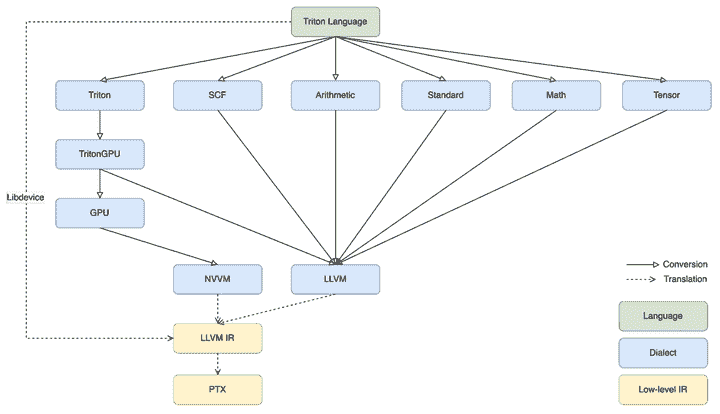 Triton Language
Triton
SCF
Arithmetic
Standard
Math
Tensor
TritonGPU
Libdevice
GPU
NVVM
LLVM
Conversion
Translation
Language
LLVM IR
Dialect
PTX
Low-level IR